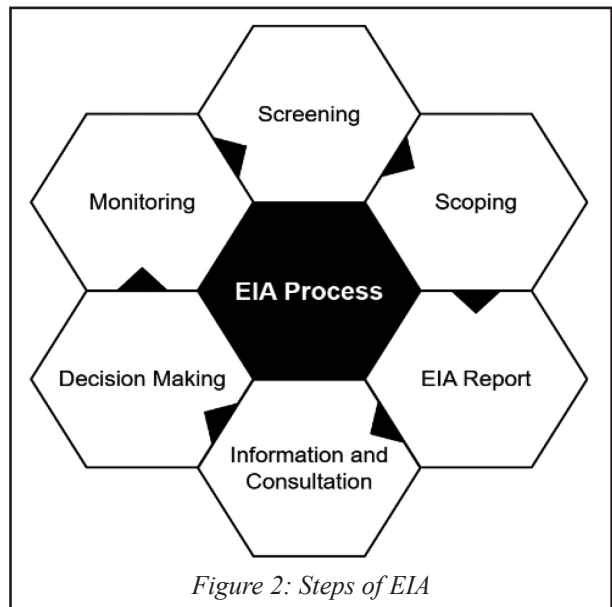 Screening
Scoping
EIA Report
Information and
Consultation
Decision Making
Monitoring
EIA Process
Figure 2: Steps of EIA